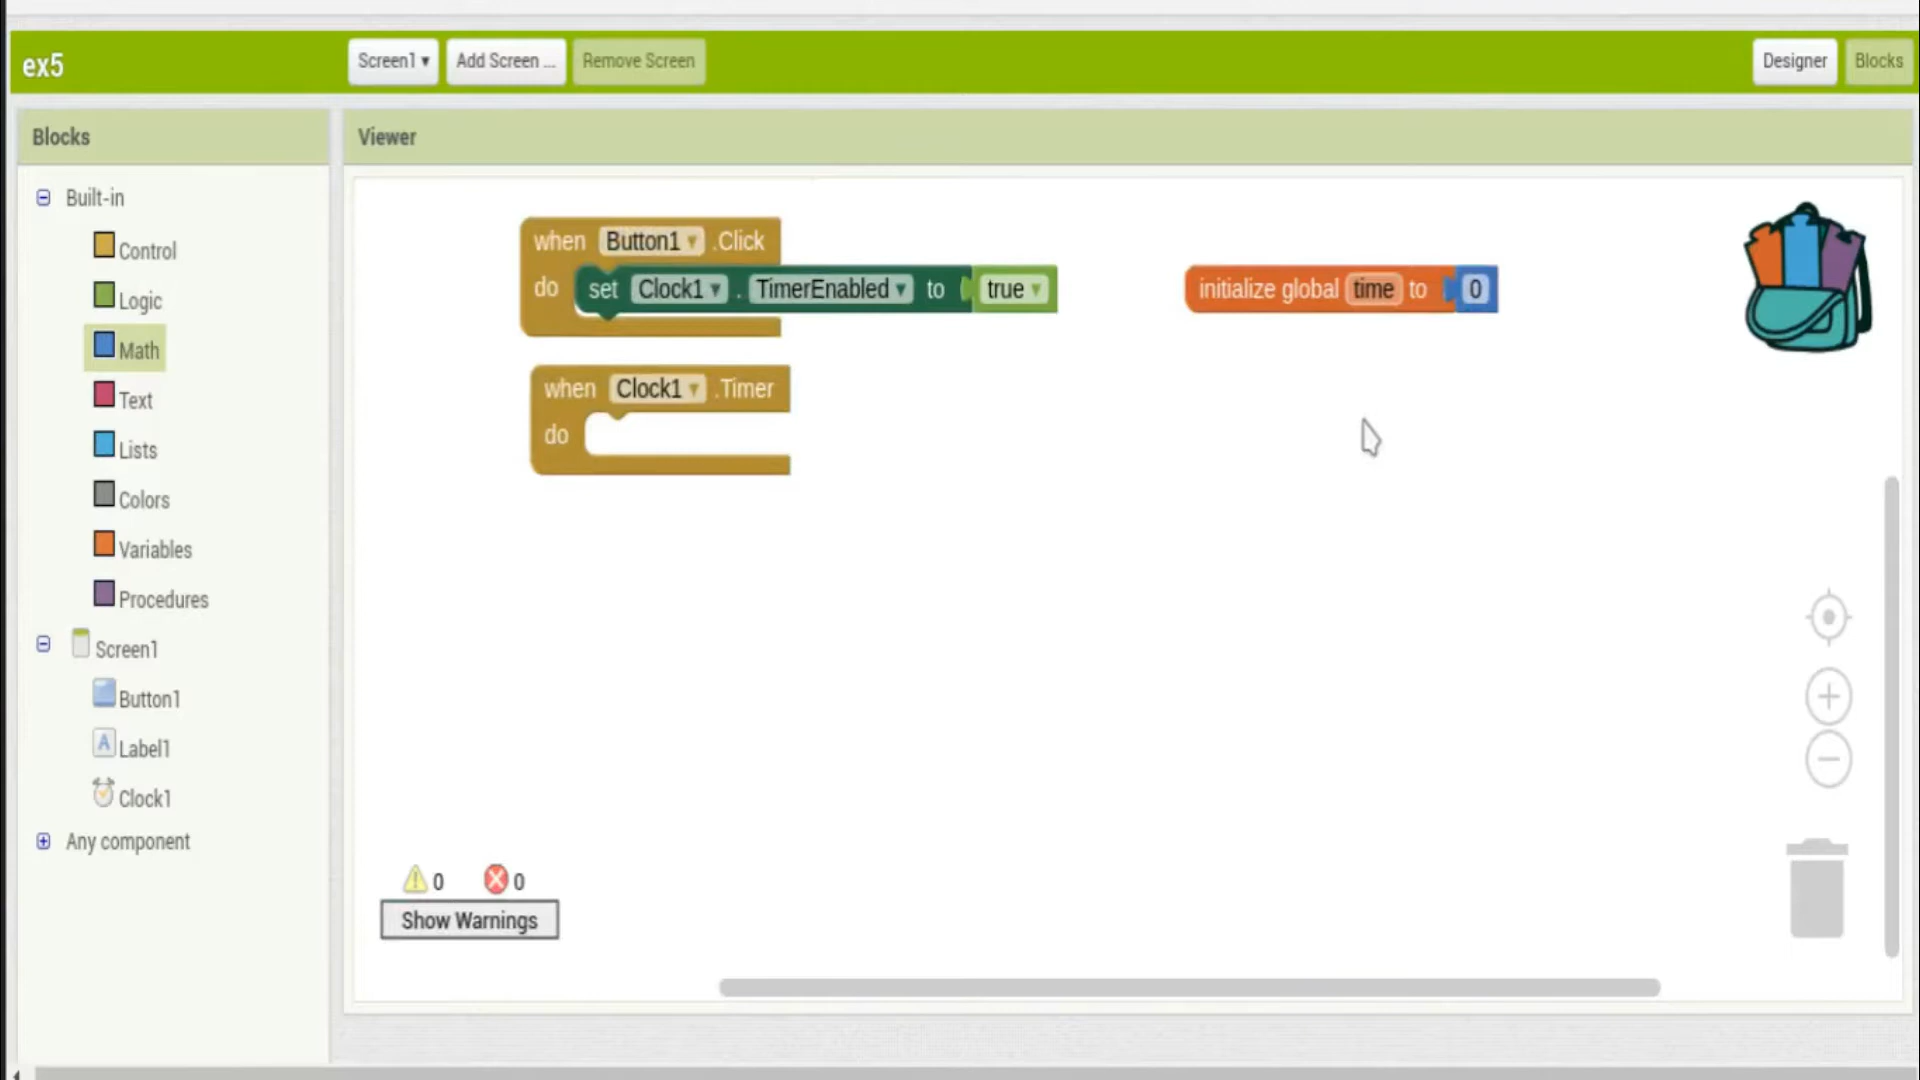 ex5
Screen1 ▾
Add Screen ...
Remove Screen
Designer
Blocks
Blocks
Viewer
Built-in
Control
Logic
Math
Text
Lists
Colors
Variables
Procedures
Screen1
Button1
Label1
Clock1
Any component
when Button1 ▾ .Click
do set Clock1 ▾ . TimerEnabled ▾ to true ▾
initialize global time to 0
when Clock1 ▾ .Timer
do
0 0
Show Warnings